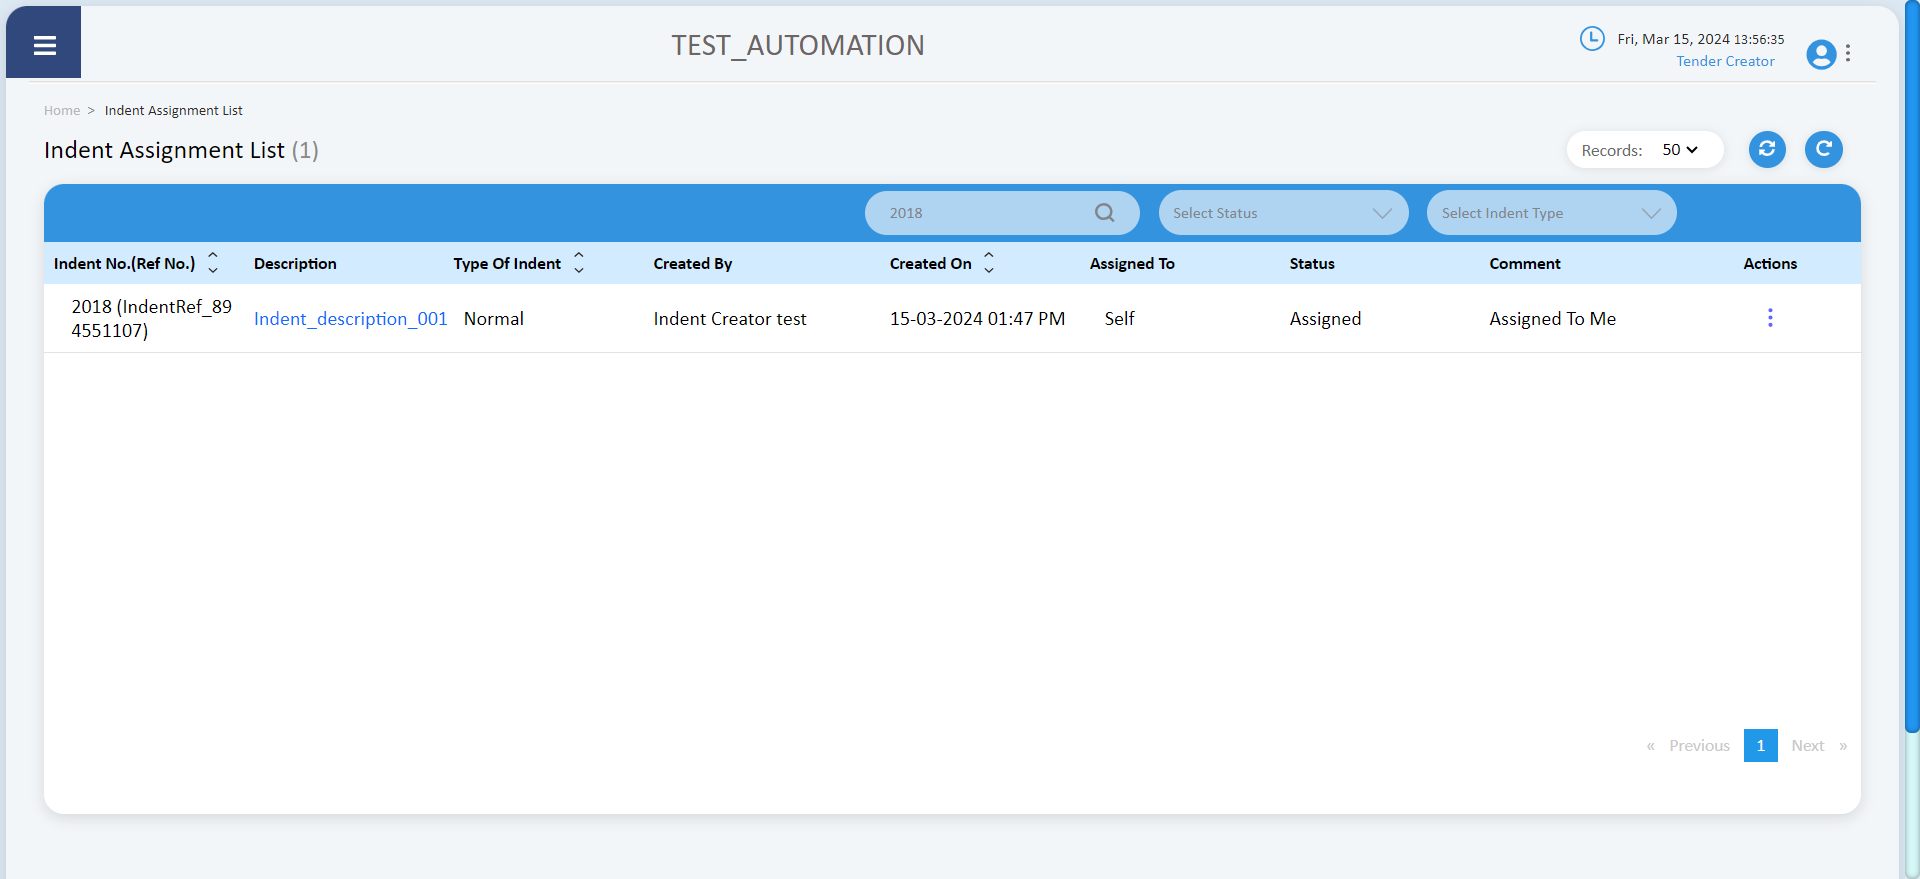 TEST_AUTOMATION
Fri, Mar 15, 2024 13:56:35
Tender Creator
Home > Indent Assignment List
Indent Assignment List (1)
Records: 50
2018
Select Status
Select Indent Type
Indent No.(Ref No.) Description Type Of Indent Created By Created On Assigned To Status Comment Actions
2018 (IndentRef_89
4551107)
Indent_description_001 Normal Indent Creator test 15-03-2024 01:47 PM Self Assigned Assigned To Me
« Previous 1 Next »